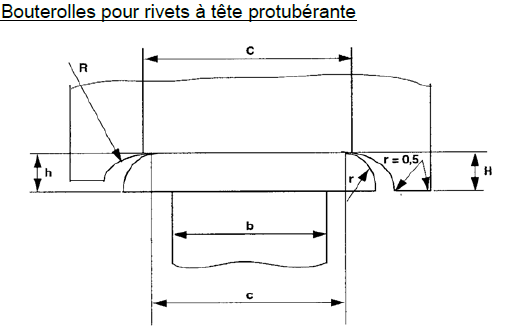 Bouterolles pour rivets à tête protubérante
C
R
r = 0,5
h
r
H
b
c